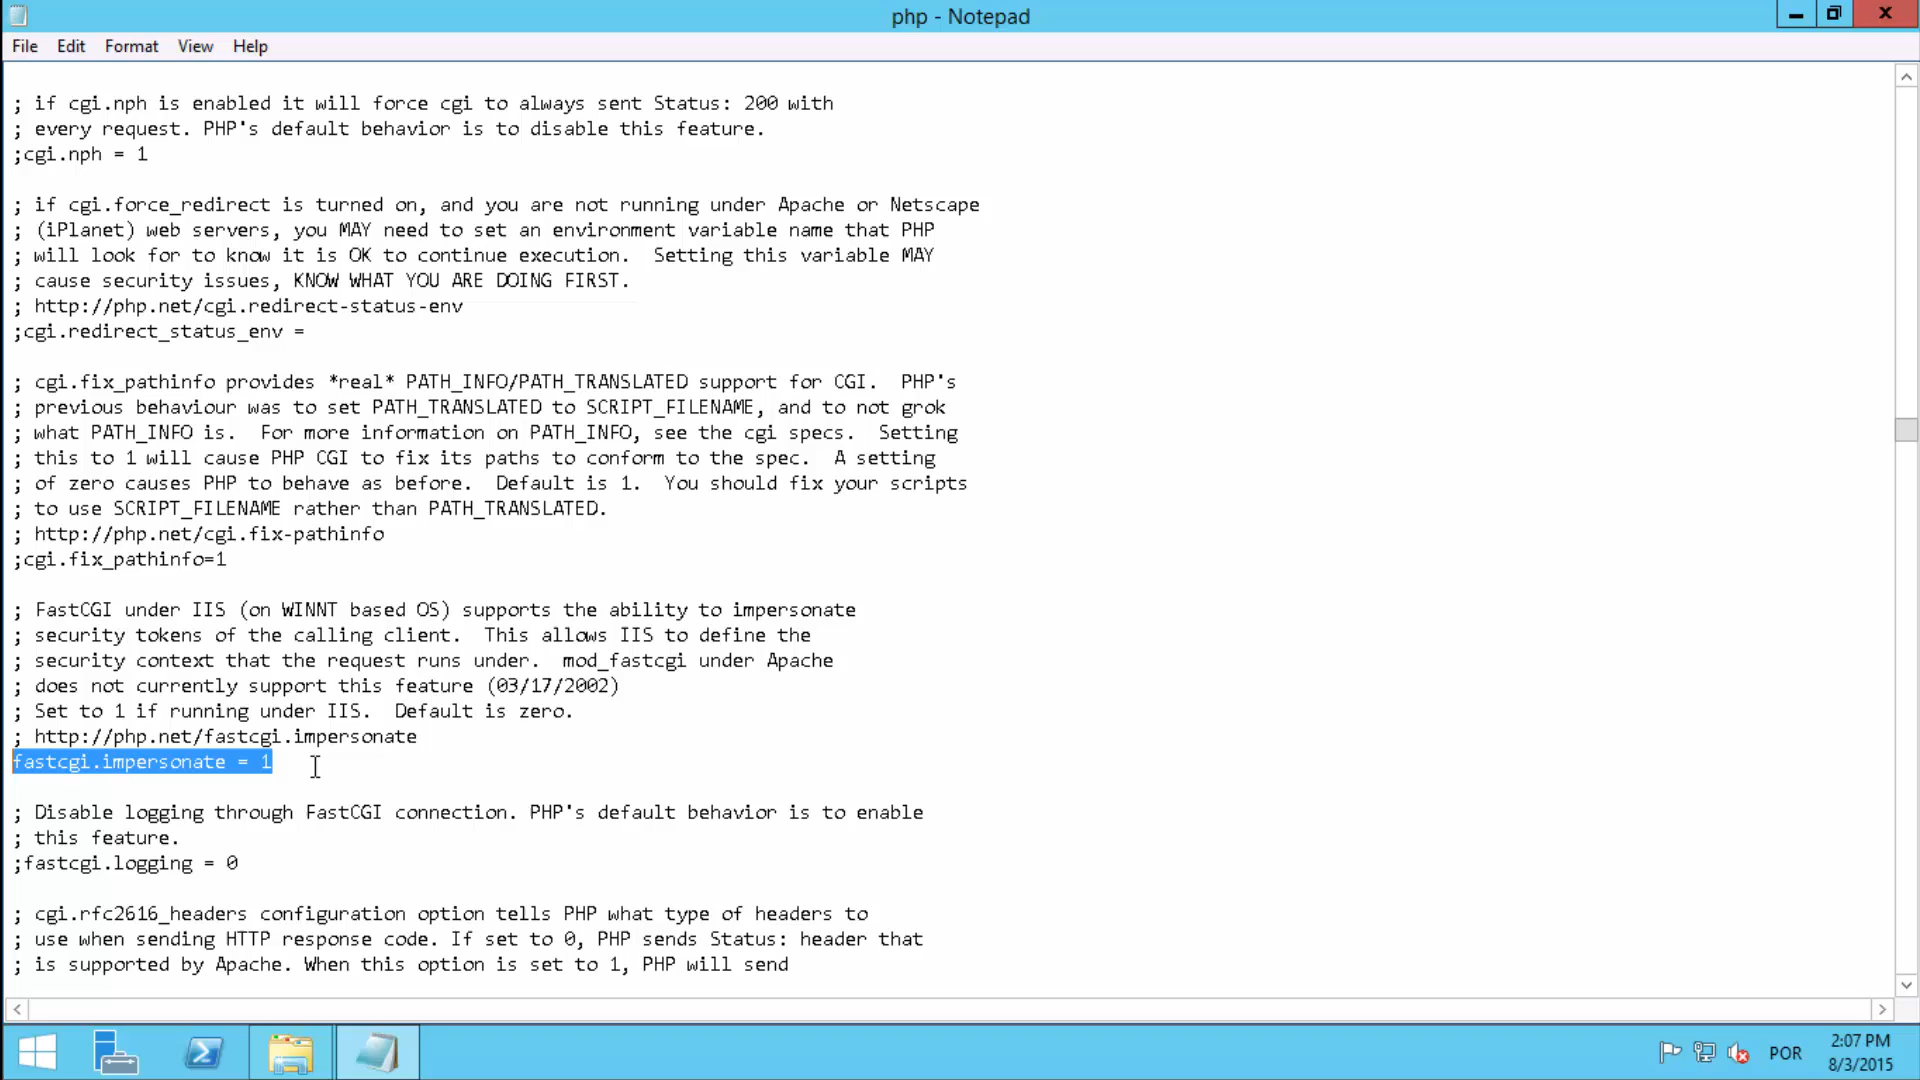 php - Notepad
File Edit Format View Help
; if cgi.nph is enabled it will force cgi to always sent Status: 200 with
; every request. PHP's default behavior is to disable this feature.
;cgi.nph = 1
; if cgi.force_redirect is turned on, and you are not running under Apache or Netscape
; (iPlanet) web servers, you MAY need to set an environment variable name that PHP
; will look for to know it is OK to continue execution.  Setting this variable MAY
; cause security issues, KNOW WHAT YOU ARE DOING FIRST.
; http://php.net/cgi.redirect-status-env
;cgi.redirect_status_env =
; cgi.fix_pathinfo provides *real* PATH_INFO/PATH_TRANSLATED support for CGI.  PHP's
; previous behaviour was to set PATH_TRANSLATED to SCRIPT_FILENAME, and to not grok
; what PATH_INFO is.  For more information on PATH_INFO, see the cgi specs.  Setting
; this to 1 will cause PHP CGI to fix its paths to conform to the spec.  A setting
; of zero causes PHP to behave as before.  Default is 1.  You should fix your scripts
; to use SCRIPT_FILENAME rather than PATH_TRANSLATED.
; http://php.net/cgi.fix-pathinfo
;cgi.fix_pathinfo=1
; FastCGI under IIS (on WINNT based OS) supports the ability to impersonate
; security tokens of the calling client.  This allows IIS to define the
; security context that the request runs under.  mod_fastcgi under Apache
; does not currently support this feature (03/17/2002)
; Set to 1 if running under IIS.  Default is zero.
; http://php.net/fastcgi.impersonate
fastcgi.impersonate = 1
; Disable logging through FastCGI connection. PHP's default behavior is to enable
; this feature.
;fastcgi.logging = 0
; cgi.rfc2616_headers configuration option tells PHP what type of headers to
; use when sending HTTP response code. If set to 0, PHP sends Status: header that
; is supported by Apache. When this option is set to 1, PHP will send
POR
2:07 PM
8/3/2015